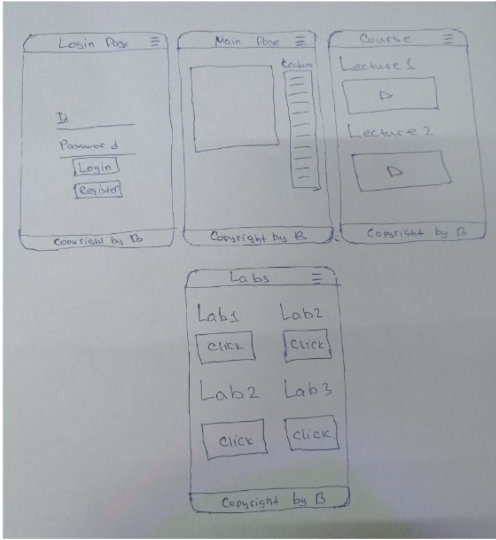 Login Page
Id
Password
Login
Register
Copyright by B
Main Page
Lecture
Copyright by B
Course
Lecture 1
Lecture 2
Copyright by B
Labs
Lab1 Lab2
Click Click
Lab2 Lab3
Click Click
Copyright by B